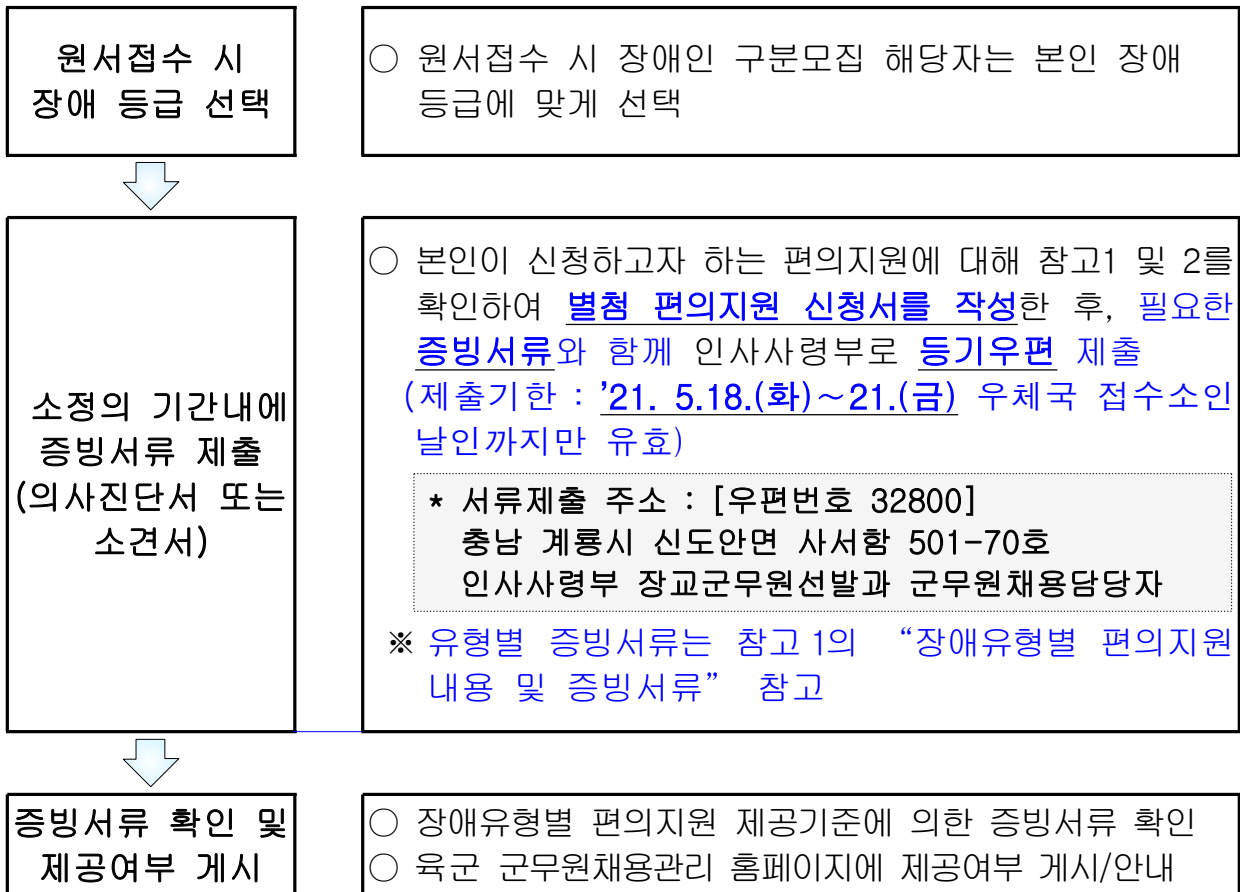 원서접수 시
장애 등급 선택
○ 원서접수 시 장애인 구분모집 해당자는 본인 장애
등급에 맞게 선택
소정의 기간내에
증빙서류 제출
(의사진단서 또는
소견서)
○ 본인이 신청하고자 하는 편의지원에 대해 참고1 및 2를
확인하여 별첨 편의지원 신청서를 작성한 후, 필요한
증빙서류와 함께 인사사령부로 등기우편 제출
(제출기한 : ’21. 5.18.(화)～21.(금) 우체국 접수소인
날인까지만 유효)
* 서류제출 주소 : [우편번호 32800]
충남 계룡시 신도안면 사서함 501-70호
인사사령부 장교군무원선발과 군무원채용담당자
※ 유형별 증빙서류는 참고 1의 “장애유형별 편의지원
내용 및 증빙서류” 참고
증빙서류 확인 및
제공여부 게시
○ 장애유형별 편의지원 제공기준에 의한 증빙서류 확인
○ 육군 군무원채용관리 홈페이지에 제공여부 게시/안내